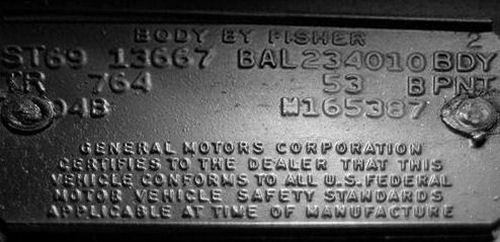 BODY BY FISHER 2
ST69 13667 BAL234010 BDY
TR 764 53 B PNT
04B M165387
GENERAL MOTORS CORPORATION
CERTIFIES TO THE DEALER THAT THIS
VEHICLE CONFORMS TO ALL U.S. FEDERAL
MOTOR VEHICLE SAFETY STANDARDS
APPLICABLE AT TIME OF MANUFACTURE